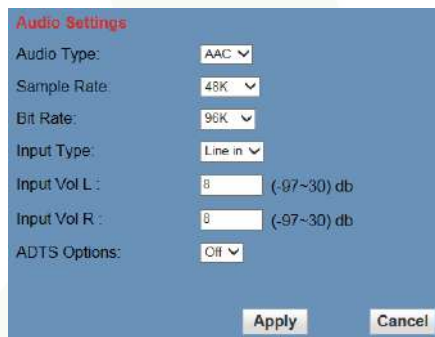 Audio Settings
Audio Type: AAC
Sample Rate: 48K
Bit Rate: 96K
Input Type: Line in
Input Vol L : 8 (-97~30) db
Input Vol R : 8 (-97~30) db
ADTS Options: Off
Apply Cancel